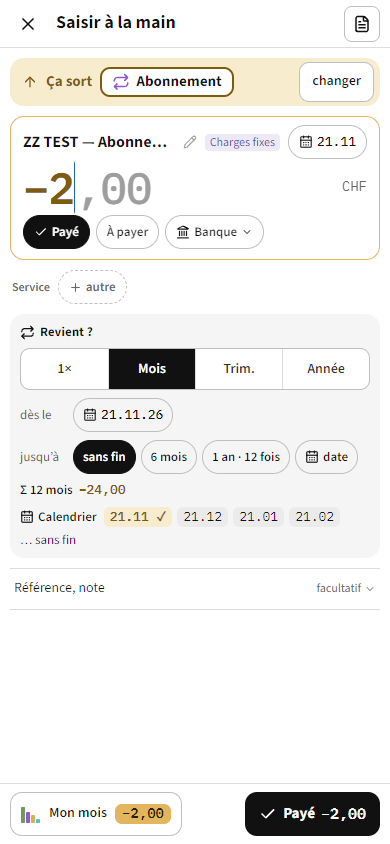 Saisir à la main
Ça sort Abonnement changer
ZZ TEST — Abonne… Charges fixes 21.11
−2,00 CHF
Payé À payer Banque
Service + autre
Revient ?
1× Mois Trim. Année
dès le 21.11.26
jusqu’à sans fin 6 mois 1 an · 12 fois date
Σ 12 mois −24,00
Calendrier 21.11 ✓ 21.12 21.01 21.02
… sans fin
Référence, note facultatif
Mon mois −2,00 Payé −2,00